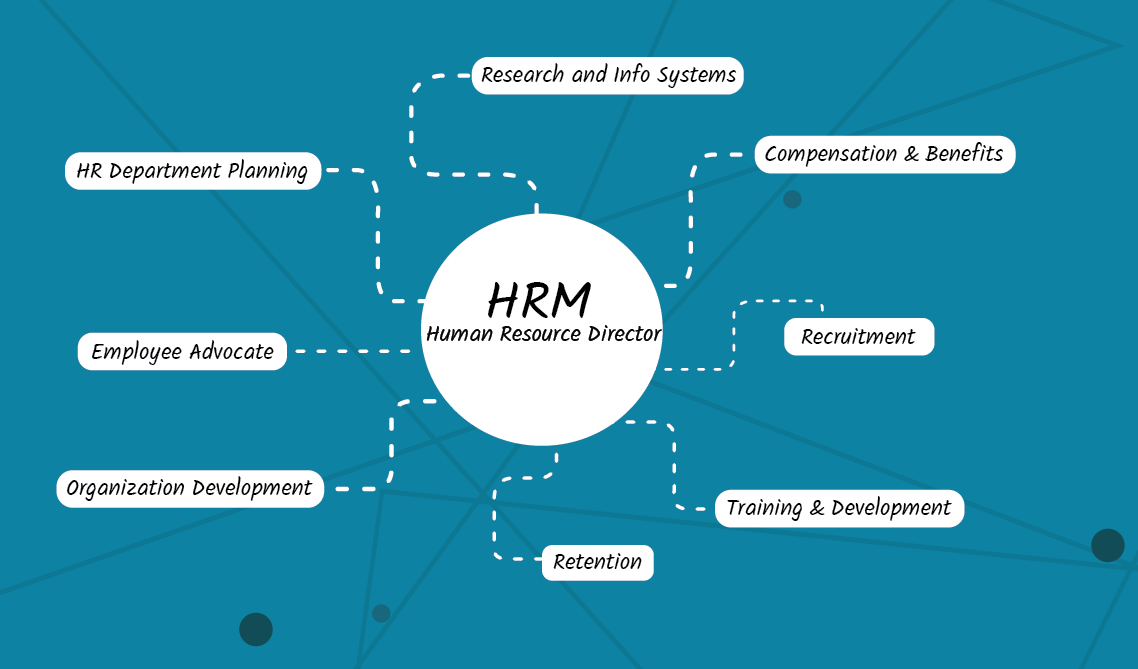 Research and Info Systems
Compensation & Benefits
HR Department Planning
HRM
Human Resource Director
Recruitment
Employee Advocate
Organization Development
Training & Development
Retention